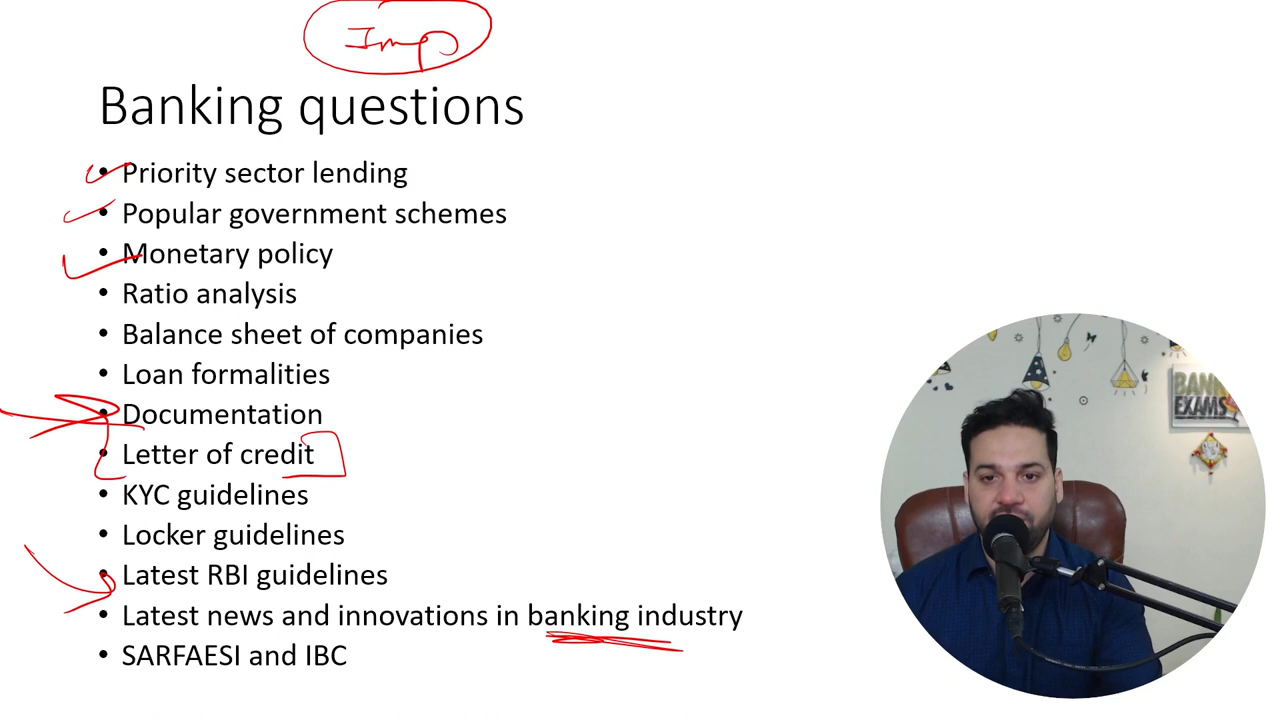 Imp
Banking questions
• Priority sector lending
• Popular government schemes
• Monetary policy
• Ratio analysis
• Balance sheet of companies
• Loan formalities
• Documentation
• Letter of credit
• KYC guidelines
• Locker guidelines
• Latest RBI guidelines
• Latest news and innovations in banking industry
• SARFAESI and IBC
EXAMS